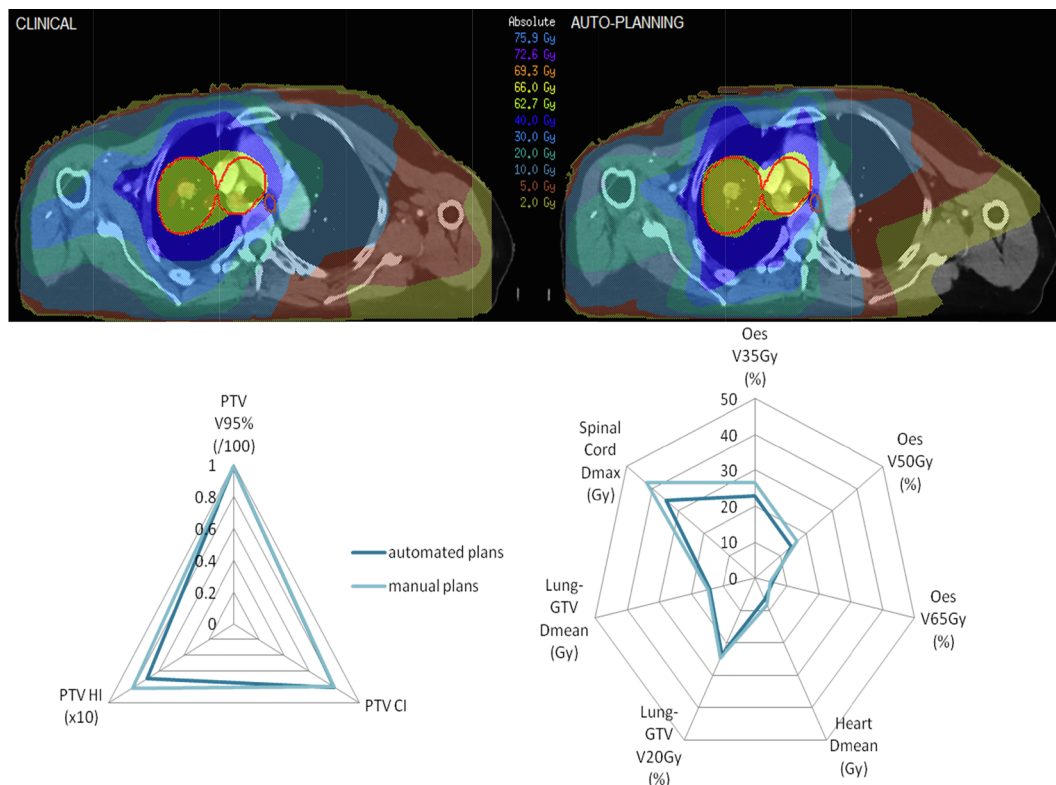 CLINICAL
Absolute
75.9 Gy
72.6 Gy
69.3 Gy
66.0 Gy
62.7 Gy
40.0 Gy
30.0 Gy
20.0 Gy
10.0 Gy
5.0 Gy
2.0 Gy
AUTO-PLANNING
PTV
V95%
(/100)
1
0.8
0.6
0.4
0.2
0
PTV HI
(x10)
PTV CI
automated plans
manual plans
Oes
V35Gy
(%)
50
40
30
20
10
0
Oes
V50Gy
(%)
Oes
V65Gy
(%)
Heart
Dmean
(Gy)
Lung-
GTV
V20Gy
(%)
Lung-
GTV
Dmean
(Gy)
Spinal
Cord
Dmax
(Gy)